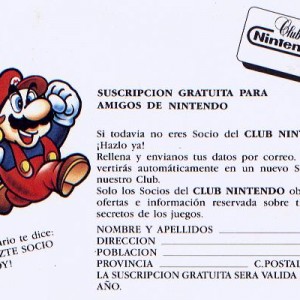 Club
Ninten
SUSCRIPCION GRATUITA PARA
AMIGOS DE NINTENDO
Si todavía no eres Socio del CLUB NINT
¡Hazlo ya!
Rellena y envianos tus datos por correo.
vertirás automáticamente en un nuevo S
nuestro Club.
Solo los Socios del CLUB NINTENDO ob
ofertas e información reservada sobre t
secretos de los juegos.
NOMBRE Y APELLIDOS
DIRECCION
POBLACION
PROVINCIA C.POSTAL
LA SUSCRIPCION GRATUITA SERA VALIDA
AÑO.
ario te dice:
ZTE SOCIO
OY!